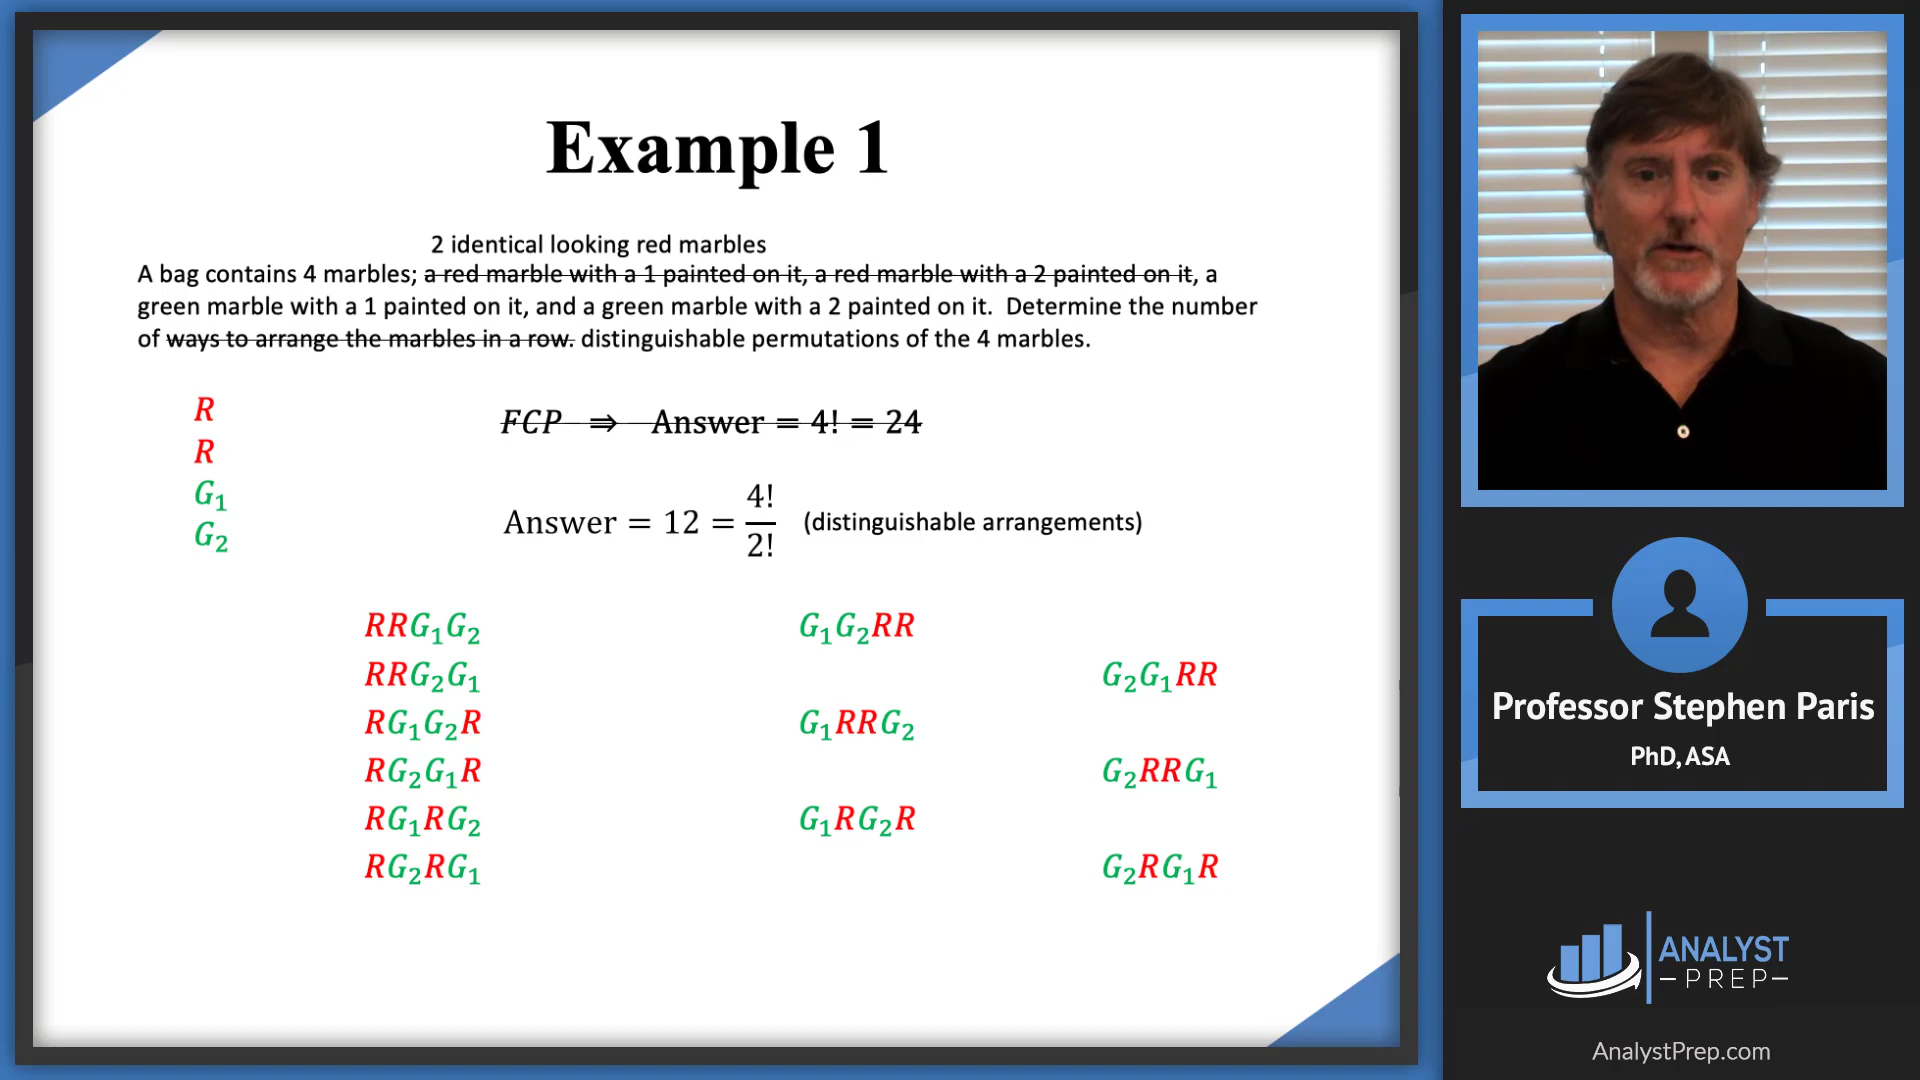 Example 1
2 identical looking red marbles
A bag contains 4 marbles; a red marble with a 1 painted on it, a red marble with a 2 painted on it, a
green marble with a 1 painted on it, and a green marble with a 2 painted on it. Determine the number
of ways to arrange the marbles in a row. distinguishable permutations of the 4 marbles.
R
R
G₁
G₂
FCP ⇒ Answer = 4! = 24
Answer = 12 = 4!/2! (distinguishable arrangements)
RRG₁G₂ G₁G₂RR
RRG₂G₁ G₂G₁RR
RG₁G₂R G₁RRG₂
RG₂G₁R G₂RRG₁
RG₁RG₂ G₁RG₂R
RG₂RG₁ G₂RG₁R
Professor Stephen Paris
PhD, ASA
ANALYST
PREP
AnalystPrep.com